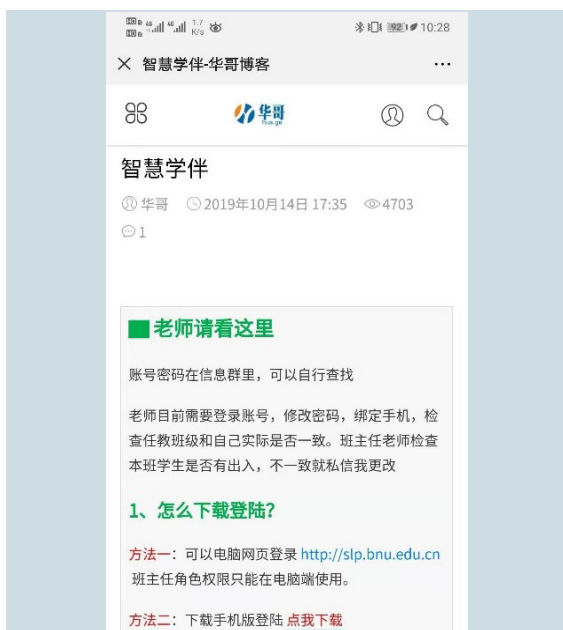 HD 46 46 1.7 K/s 92 10:28
智慧学伴-华哥博客
华哥
hua.ge
智慧学伴
华哥 2019年10月14日 17:35 4703
1
老师请看这里
账号密码在信息群里，可以自行查找
老师目前需要登录账号，修改密码，绑定手机，检
查任教班级和自己实际是否一致。班主任老师检查
本班学生是否有出入，不一致就私信我更改
1、怎么下载登陆？
方法一：可以电脑网页登录 http://slp.bnu.edu.cn
班主任角色权限只能在电脑端使用。
方法二：下载手机版登陆 点我下载